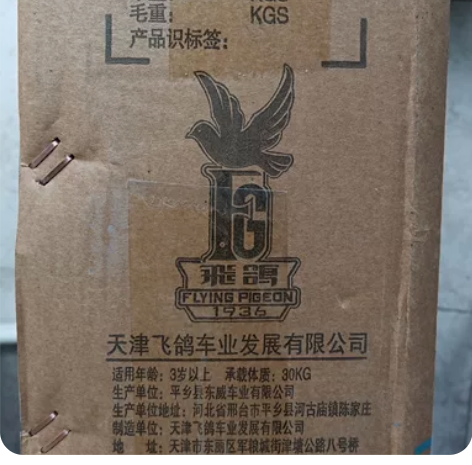 毛重： KGS
产品识标签：
FG
飛鴿
FLYING PIGEON
1936
天津飞鸽车业发展有限公司
适用年龄：3岁以上 承载体质：30KG
生产单位：平乡县东威车业有限公司
生产单位地址：河北省邢台市平乡县河古庙镇陈家庄
制造单位：天津飞鸽车业发展有限公司
地 址：天津市东丽区军粮城街津塘公路八号桥